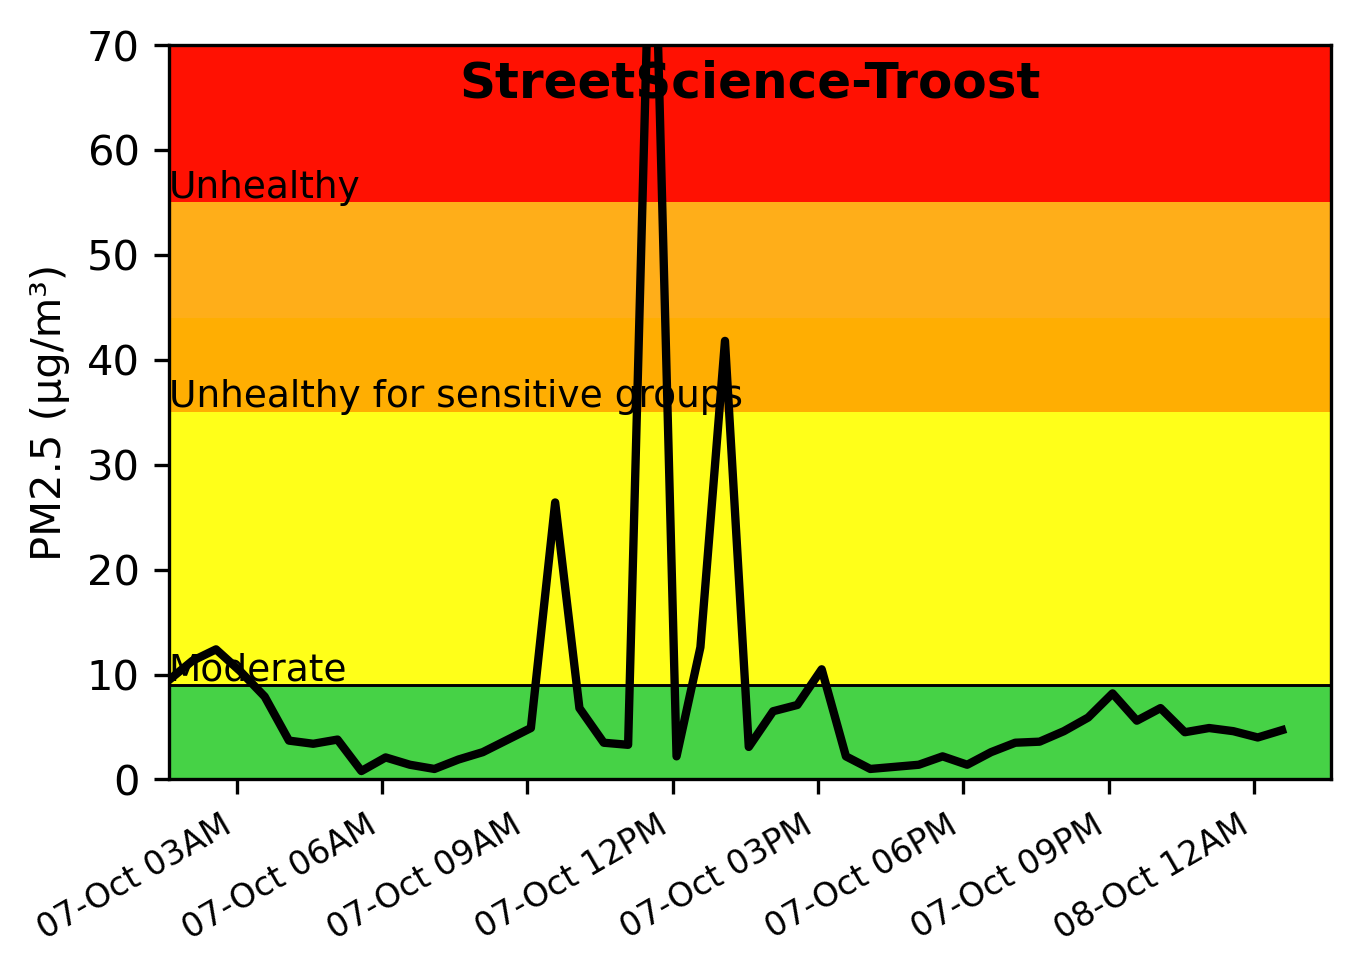 StreetScience-Troost
70
60
50
40
30
20
10
0
PM2.5 (µg/m³)
Unhealthy
Unhealthy for sensitive groups
Moderate
07-Oct 03AM
07-Oct 06AM
07-Oct 09AM
07-Oct 12PM
07-Oct 03PM
07-Oct 06PM
07-Oct 09PM
08-Oct 12AM